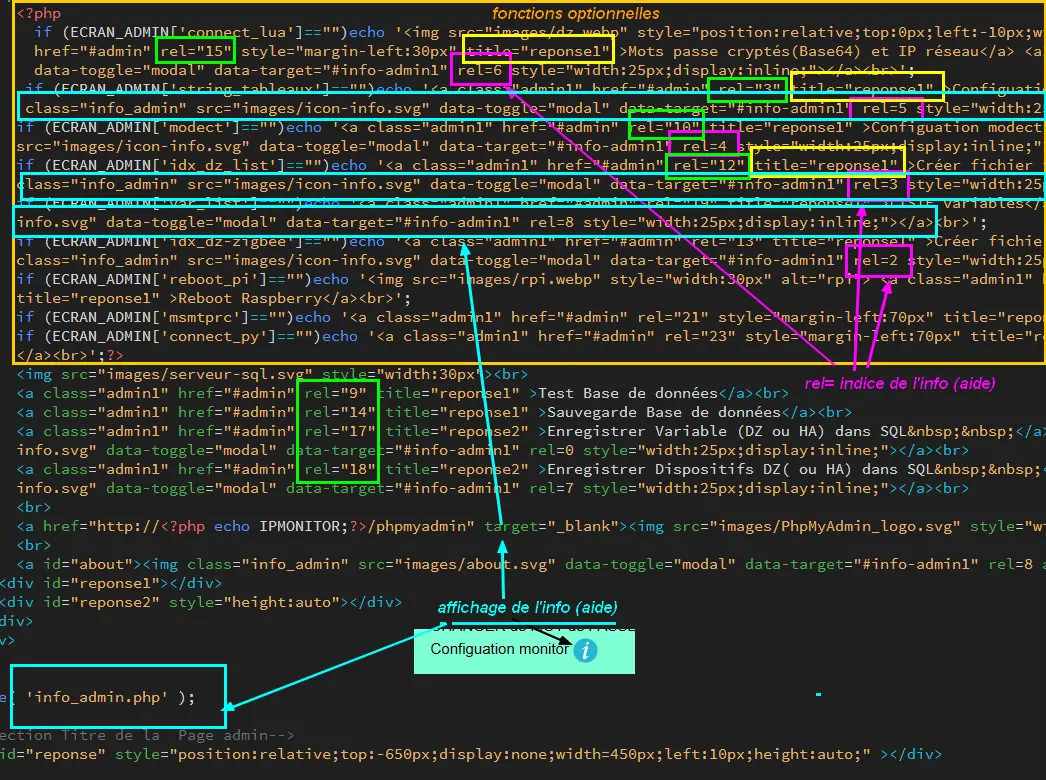 <?php fonctions optionnelles
if (ECRAN_ADMIN['connect_lua']=="")echo '<img src="images/dz.webp" style="position:relative;top:0px;left:-10px;w
href="#admin" rel="15" style="margin-left:30px" title="reponse1" >Mots passe cryptés(Base64) et IP réseau</a> <a
data-toggle="modal" data-target="#info-admin1" rel=6 style="width:25px;display:inline;"></a><br>';
if (ECRAN_ADMIN['string_tableaux']=="")echo '<a class="admin1" href="#admin" rel="3" title="reponse1" >Configuratio
class="info_admin" src="images/icon-info.svg" data-toggle="modal" data-target="#info-admin1" rel=5 style="width:25
if (ECRAN_ADMIN['modect']=="")echo '<a class="admin1" href="#admin" rel="10" title="reponse1" >Configuation modect
src="images/icon-info.svg" data-toggle="modal" data-target="#info-admin1" rel=4 style="width:25px;display:inline;"
if (ECRAN_ADMIN['idx_dz_list']=="")echo '<a class="admin1" href="#admin" rel="12" title="reponse1" >Créer fichier
class="info_admin" src="images/icon-info.svg" data-toggle="modal" data-target="#info-admin1" rel=3 style="width:25
if (ECRAN_ADMIN['var_list']=="")echo '<a class="admin1" href="#admin" rel="19" title="reponse1" variables</
info.svg" data-toggle="modal" data-target="#info-admin1" rel=8 style="width:25px;display:inline;"></a><br>';
if (ECRAN_ADMIN['idx_dz-zigbee']=="")echo '<a class="admin1" href="#admin" rel="13" title="reponse1" >Créer fichie
class="info_admin" src="images/icon-info.svg" data-toggle="modal" data-target="#info-admin1" rel=2 style="width:25
if (ECRAN_ADMIN['reboot_pi']=="")echo '<img src="images/rpi.webp" style="width:30px" alt="rpi"> <a class="admin1" h
title="reponse1" >Reboot Raspberry</a><br>';
if (ECRAN_ADMIN['msmtprc']=="")echo '<a class="admin1" href="#admin" rel="21" style="margin-left:70px" title="repo
if (ECRAN_ADMIN['connect_py']=="")echo '<a class="admin1" href="#admin" rel="23" style="margin-left:70px" title="r
</a><br>';?>
<img src="images/serveur-sql.svg" style="width:30px"><br>
rel= indice de l'info (aide)
<a class="admin1" href="#admin" rel="9" title="reponse1" >Test Base de données</a><br>
<a class="admin1" href="#admin" rel="14" title="reponse1" >Sauvegarde Base de données</a><br>
<a class="admin1" href="#admin" rel="17" title="reponse2" >Enregistrer Variable (DZ ou HA) dans SQL&nbsp;&nbsp;</a
info.svg" data-toggle="modal" data-target="#info-admin1" rel=0 style="width:25px;display:inline;"></a><br>
<a class="admin1" href="#admin" rel="18" title="reponse2" >Enregistrer Dispositifs DZ( ou HA) dans SQL&nbsp;&nbsp;<
info.svg" data-toggle="modal" data-target="#info-admin1" rel=7 style="width:25px;display:inline;"></a><br>
<br>
<a href="http://<?php echo IPMONITOR;?>/phpmyadmin" target="_blank"><img src="images/PhpMyAdmin_logo.svg" style="w
<br>
<a id="about"><img class="info_admin" src="images/about.svg" data-toggle="modal" data-target="#info-admin1" rel=8 a
<div id="reponse1"></div>
<div id="reponse2" style="height:auto"></div>
div>
affichage de l'info (aide)
v>
Configuation monitor i
e( 'info_admin.php' );
ection Titre de la Page admin-->
id="reponse" style="position:relative;top:-650px;display:none;width=450px;left:10px;height:auto;" ></div>